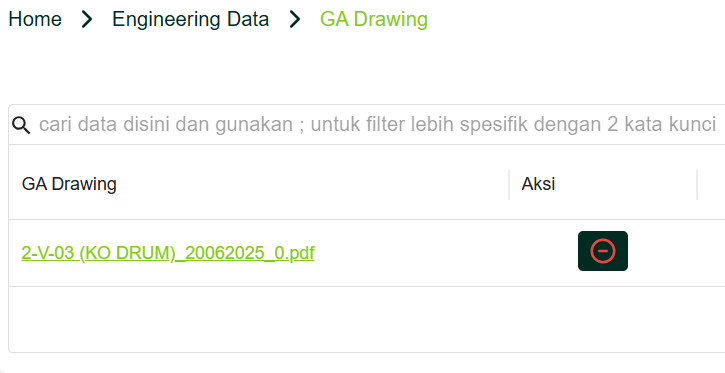 Home > Engineering Data > GA Drawing
cari data disini dan gunakan ; untuk filter lebih spesifik dengan 2 kata kunci
GA Drawing Aksi
2-V-03 (KO DRUM)_20062025_0.pdf